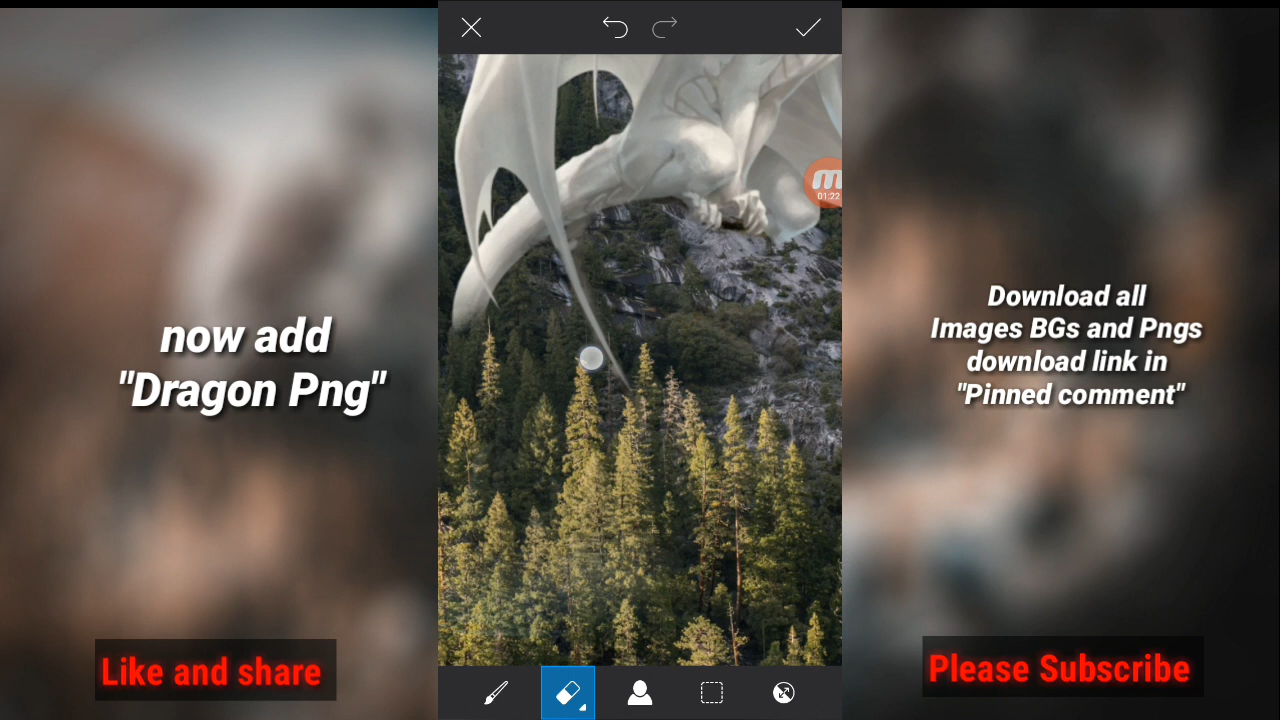 now add
"Dragon Png"
Like and share
m
01:22
Download all
Images BGs and Pngs
download link in
"Pinned comment"
Please Subscribe